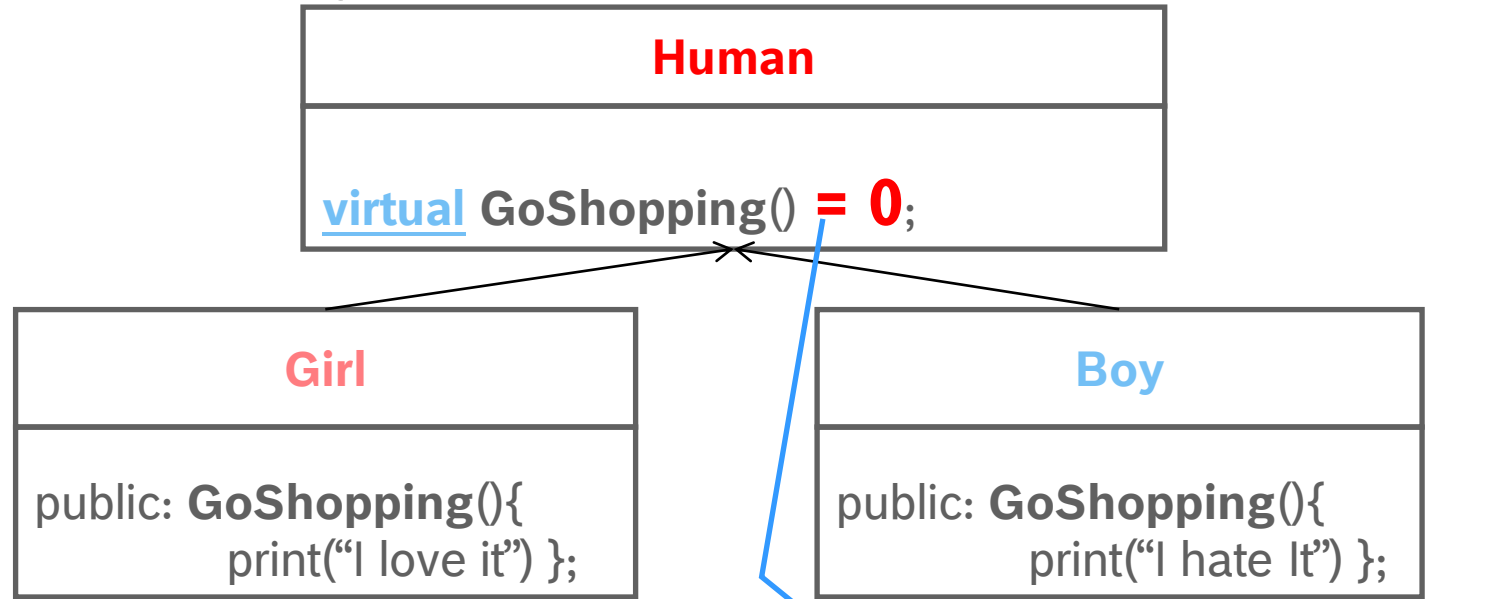 Human
virtual GoShopping() = 0;
Girl
public: GoShopping(){
print(“I love it”) };
Boy
public: GoShopping(){
print(“I hate It”) };